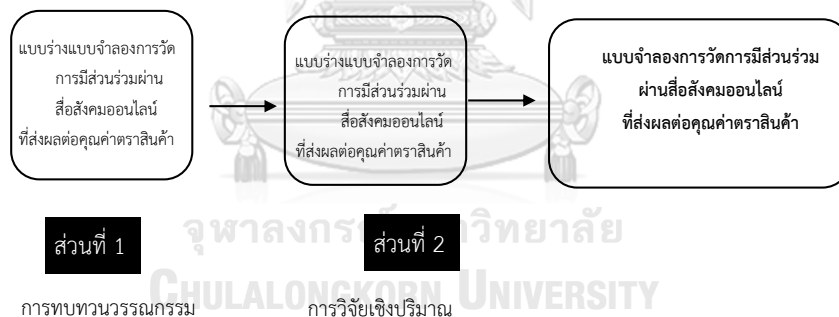 แบบร่างแบบจำลองการวัด
การมีส่วนร่วมผ่าน
สื่อสังคมออนไลน์
ที่ส่งผลต่อคุณค่าตราสินค้า
แบบร่างแบบจำลองการวัด
การมีส่วนร่วมผ่าน
สื่อสังคมออนไลน์
ที่ส่งผลต่อคุณค่าตราสินค้า
แบบจำลองการวัดการมีส่วนร่วม
ผ่านสื่อสังคมออนไลน์
ที่ส่งผลต่อคุณค่าตราสินค้า
ส่วนที่ 1
ส่วนที่ 2
การทบทวนวรรณกรรม
การวิจัยเชิงปริมาณ
CHULALONGKORN UNIVERSITY